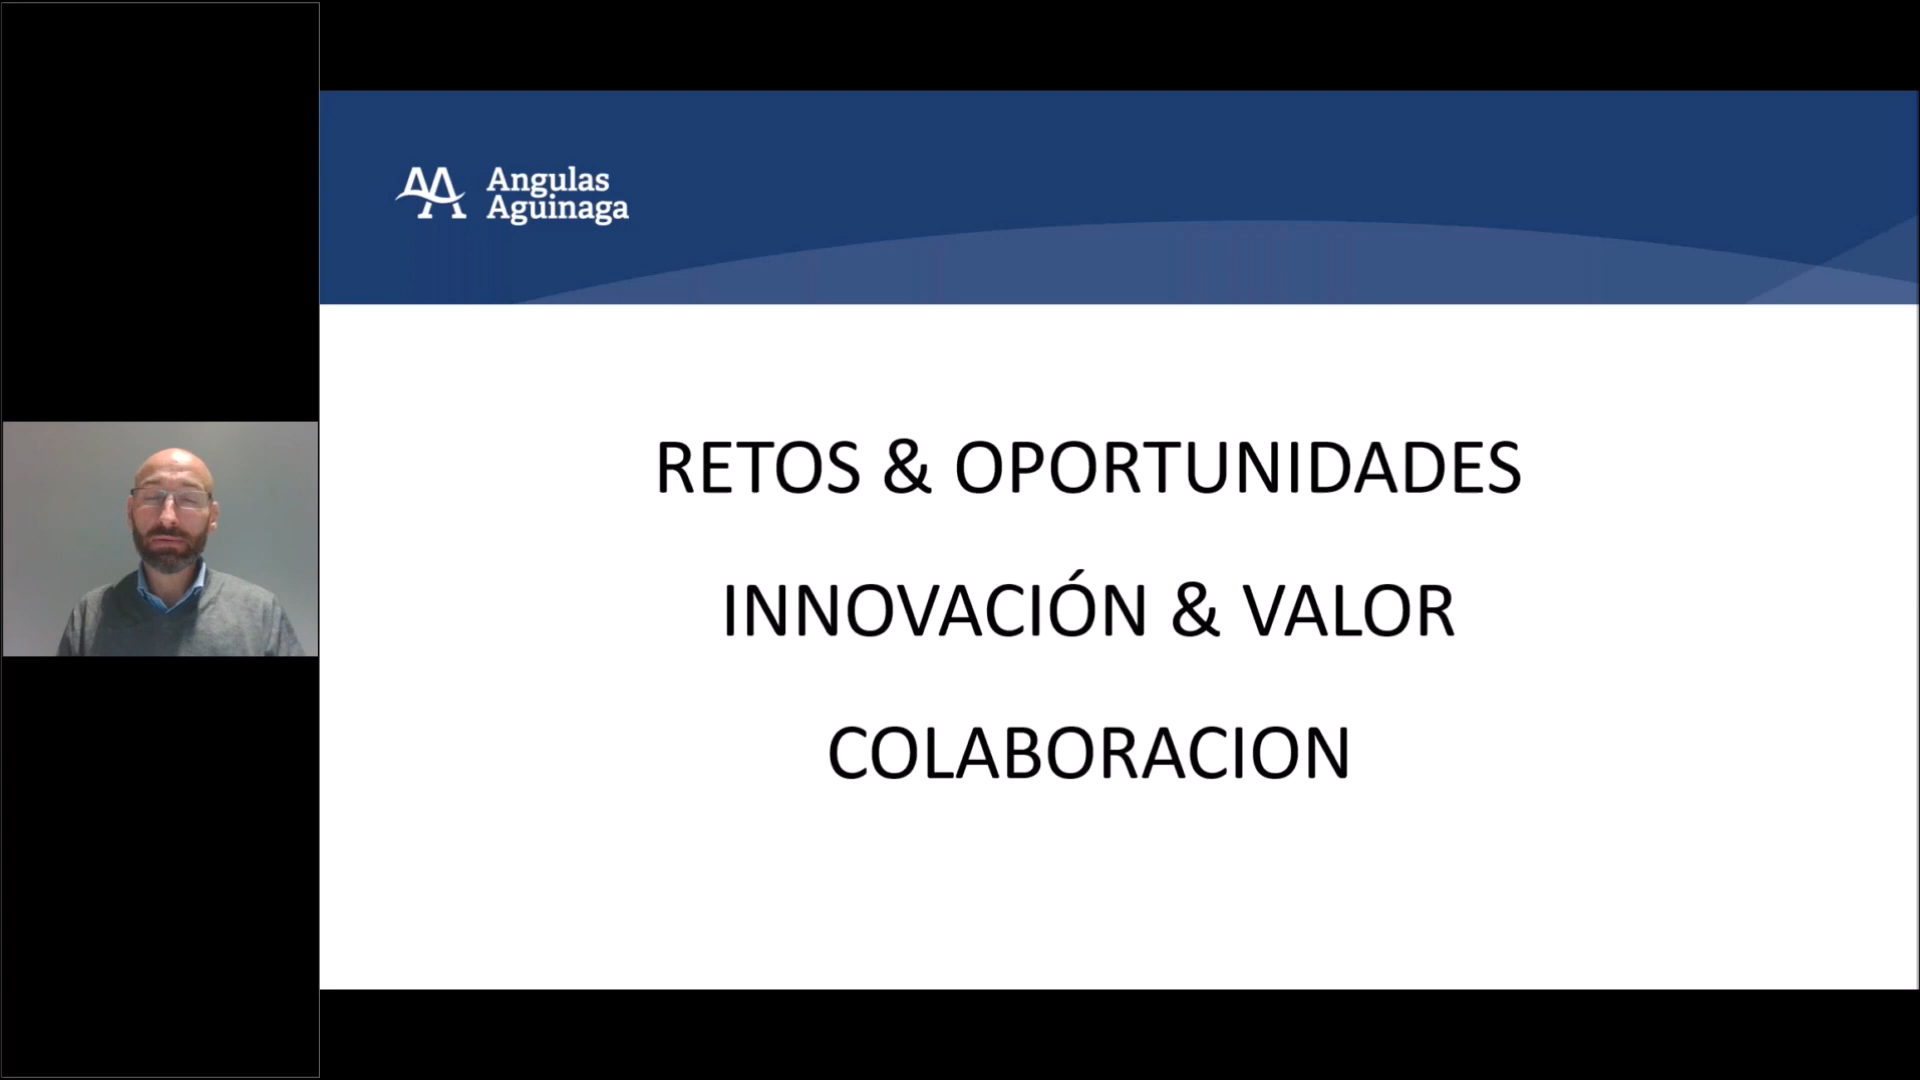 Angulas
Aguinaga
RETOS & OPORTUNIDADES
INNOVACIÓN & VALOR
COLABORACION